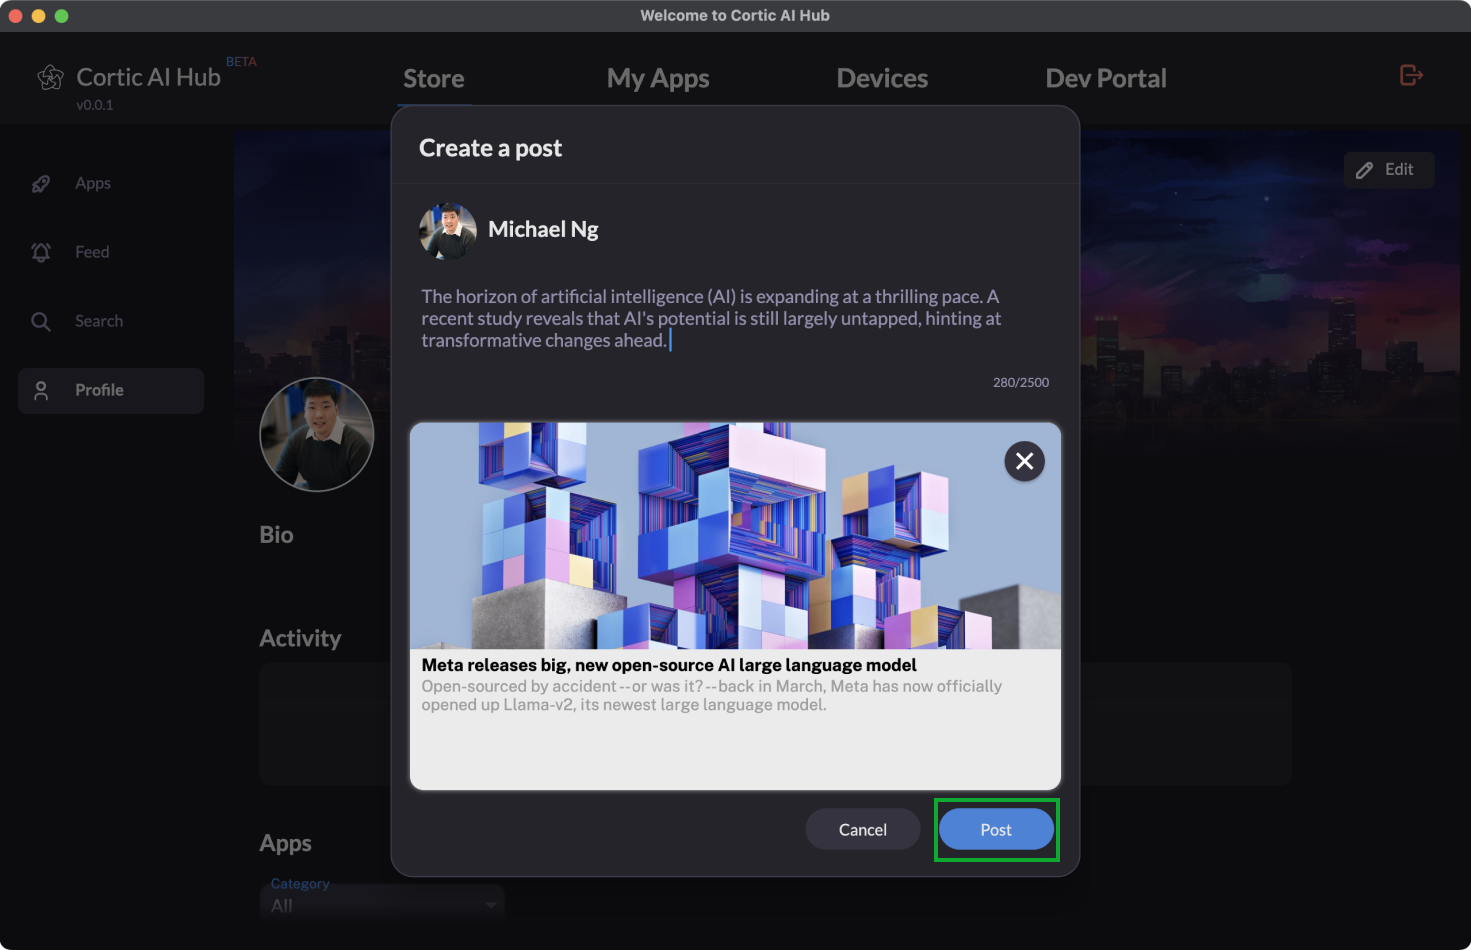 Welcome to Cortic AI Hub
Cortic AI Hub
BETA
v0.0.1
Store
My Apps
Devices
Dev Portal
Apps
Feed
Search
Profile
Edit
Bio
Activity
Apps
Category
All
Create a post
Michael Ng
The horizon of artificial intelligence (AI) is expanding at a thrilling pace. A
recent study reveals that AI's potential is still largely untapped, hinting at
transformative changes ahead.
280/2500
Meta releases big, new open-source AI large language model
Open-sourced by accident--or was it?--back in March, Meta has now officially
opened up Llama-v2, its newest large language model.
Cancel
Post